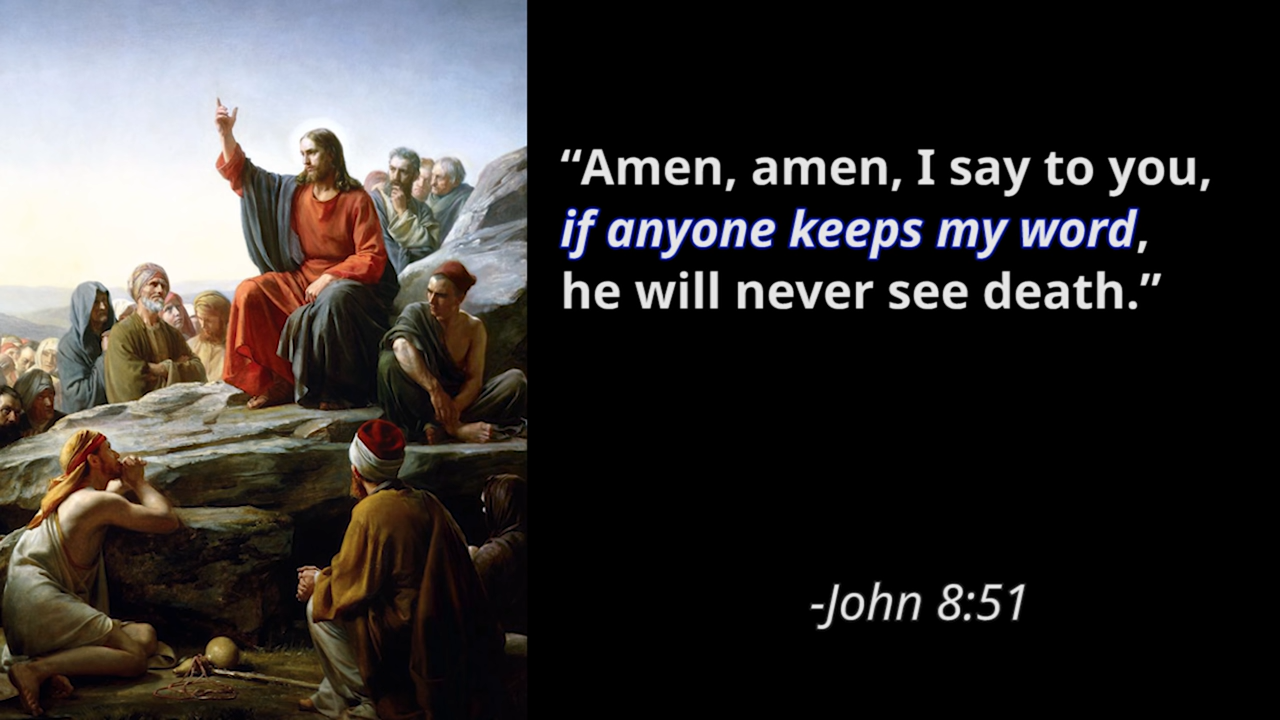 “Amen, amen, I say to you,
if anyone keeps my word,
he will never see death.”
-John 8:51